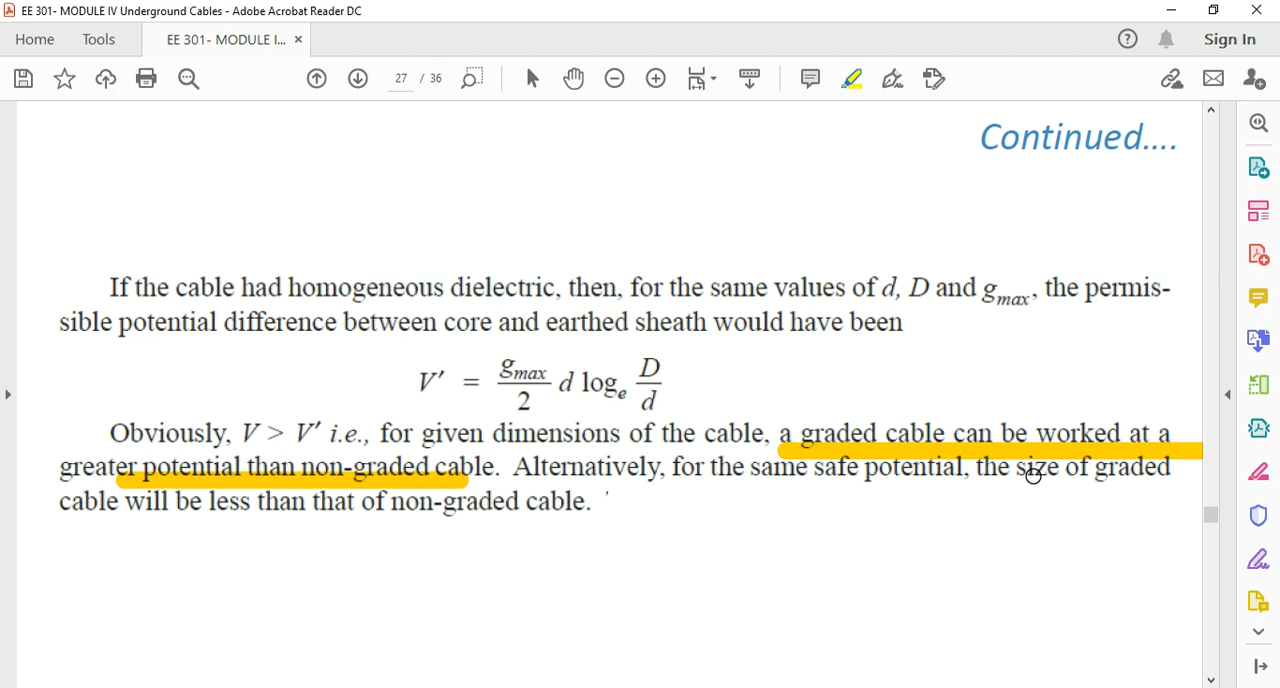 EE 301- MODULE IV Underground Cables - Adobe Acrobat Reader DC
Home Tools EE 301- MODULE I... × Sign In
27 / 36
Continued....
If the cable had homogeneous dielectric, then, for the same values of d, D and gmax, the permis-
sible potential difference between core and earthed sheath would have been
V′ = gmax/2 d loge D/d
Obviously, V > V′ i.e., for given dimensions of the cable, a graded cable can be worked at a
greater potential than non-graded cable. Alternatively, for the same safe potential, the size of graded
cable will be less than that of non-graded cable.